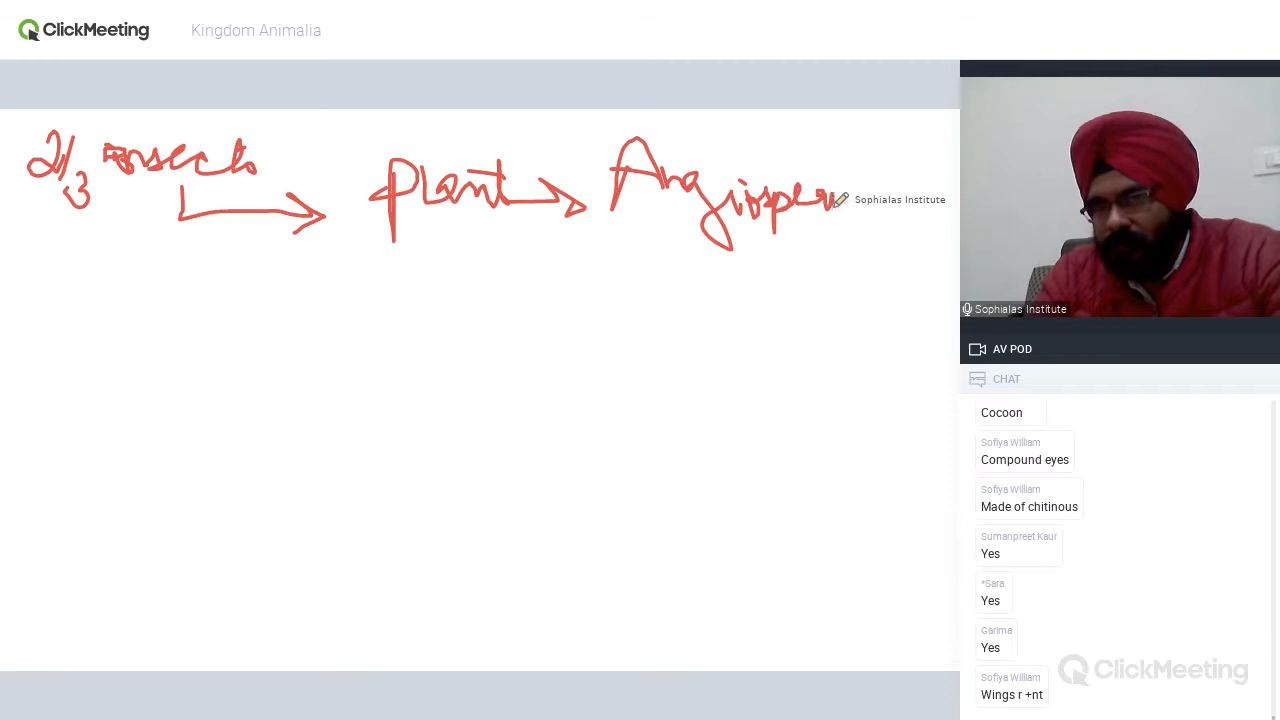 ClickMeeting Kingdom Animalia
2/3 insects Plant Angiosper
Sophialas Institute
Sophialas Institute
AV POD
CHAT
Cocoon
Sofiya William
Compound eyes
Sofiya William
Made of chitinous
Sumanpreet Kaur
Yes
*Sara.
Yes
Garima
Yes
Sofiya William
Wings r +nt
ClickMeeting